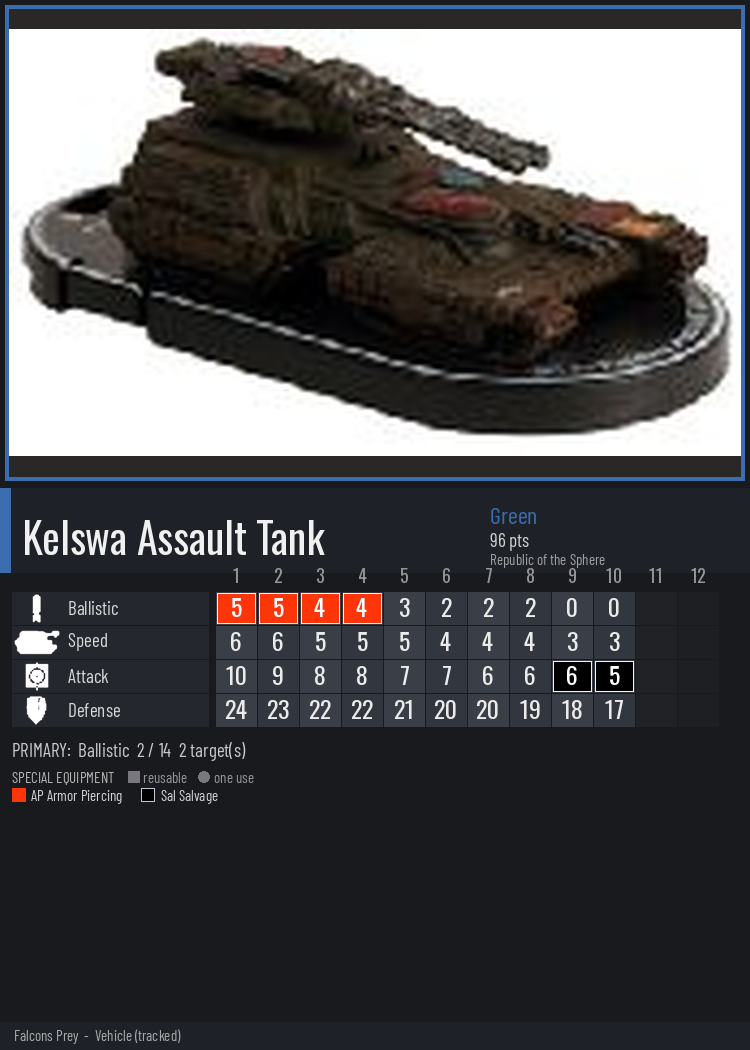 Kelswa Assault Tank
Green
96 pts
Republic of the Sphere
1 2 3 4 5 6 7 8 9 10 11 12
Ballistic 5 5 4 4 3 2 2 2 0 0
Speed 6 6 5 5 5 4 4 4 3 3
Attack 10 9 8 8 7 7 6 6 6 5
Defense 24 23 22 22 21 20 20 19 18 17
PRIMARY: Ballistic 2 / 14 2 target(s)
SPECIAL EQUIPMENT reusable one use
AP Armor Piercing Sal Salvage
Falcons Prey - Vehicle (tracked)